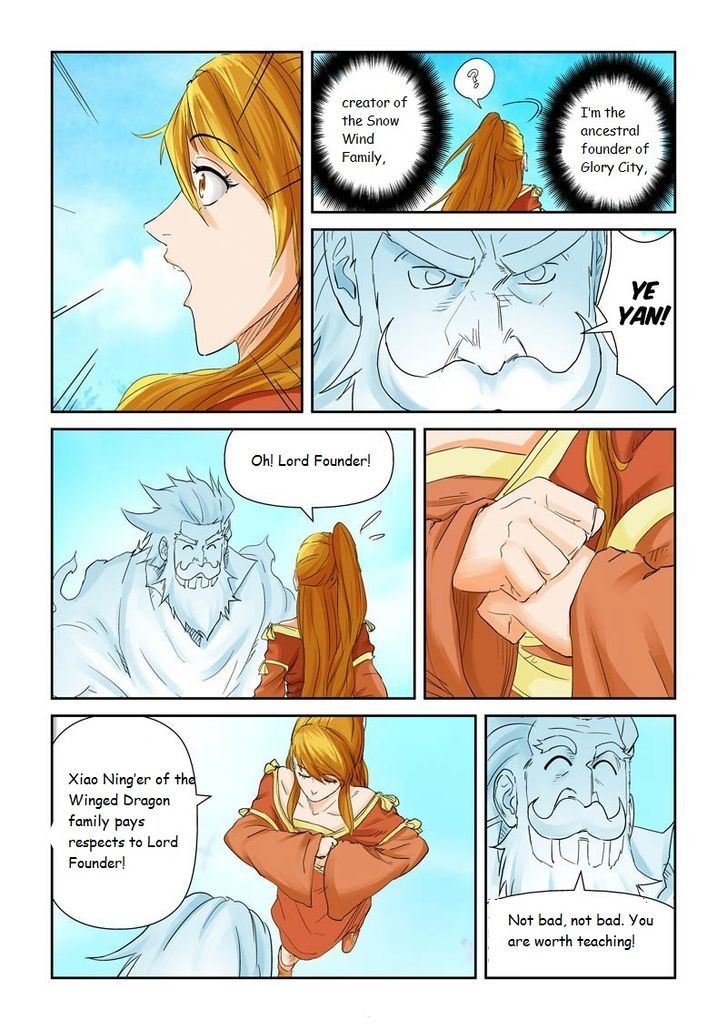 ?
I'm the
ancestral
founder of
Glory City,
creator of
the Snow
Wind
Family,
YE
YAN!
Oh! Lord Founder!
Xiao Ning'er of the
Winged Dragon
family pays
respects to Lord
Founder!
Not bad, not bad. You
are worth teaching!